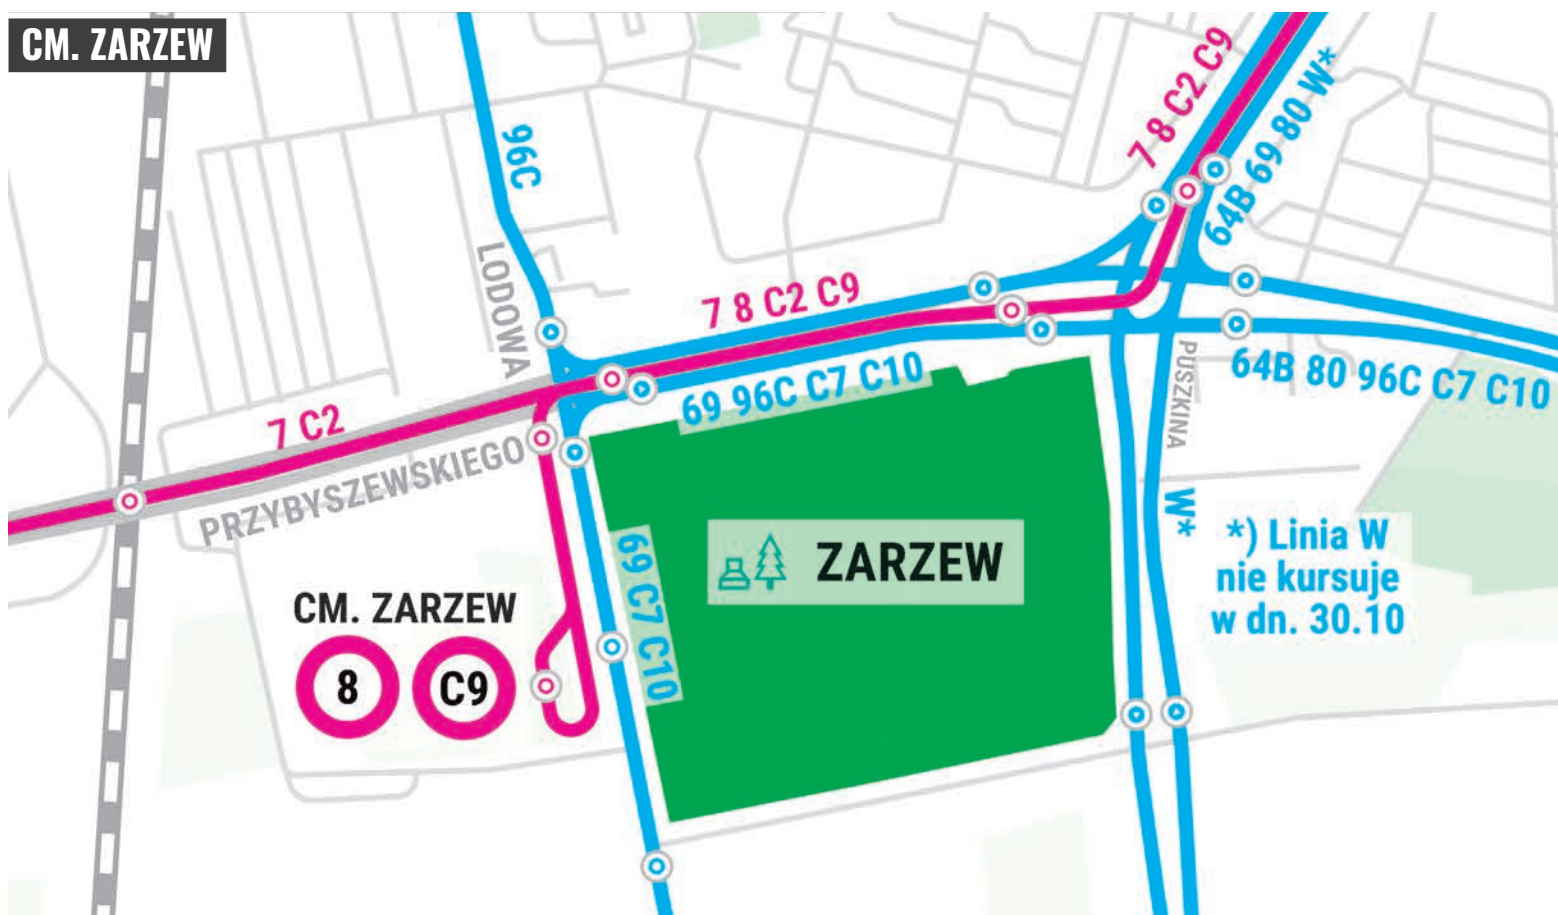 CM. ZARZEW
96C
7 8 C2 C9
64B 69 80 W*
LODOWA
7 8 C2 C9
69 96C C7 C10
64B 80 96C C7 C10
PUSZKINA
7 C2
PRZYBYSZEWSKIEGO
W*
*) Linia W
nie kursuje
w dn. 30.10
ZARZEW
69 C7 C10
CM. ZARZEW
8 C9